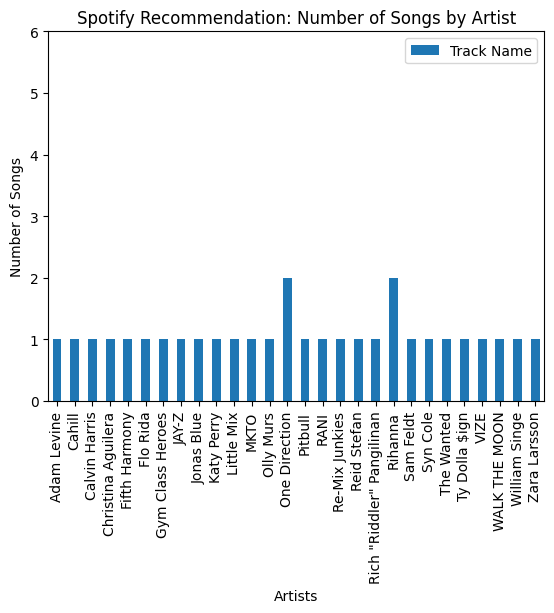 Spotify Recommendation: Number of Songs by Artist
Track Name
Number of Songs
6
5
4
3
2
1
0
Adam Levine
Cahill
Calvin Harris
Christina Aguilera
Fifth Harmony
Flo Rida
Gym Class Heroes
JAY-Z
Jonas Blue
Katy Perry
Little Mix
MKTO
Olly Murs
One Direction
Pitbull
RANI
Re-Mix Junkies
Reid Stefan
Rich "Riddler" Pangilinan
Rihanna
Sam Feldt
Syn Cole
The Wanted
Ty Dolla $ign
VIZE
WALK THE MOON
William Singe
Zara Larsson
Artists